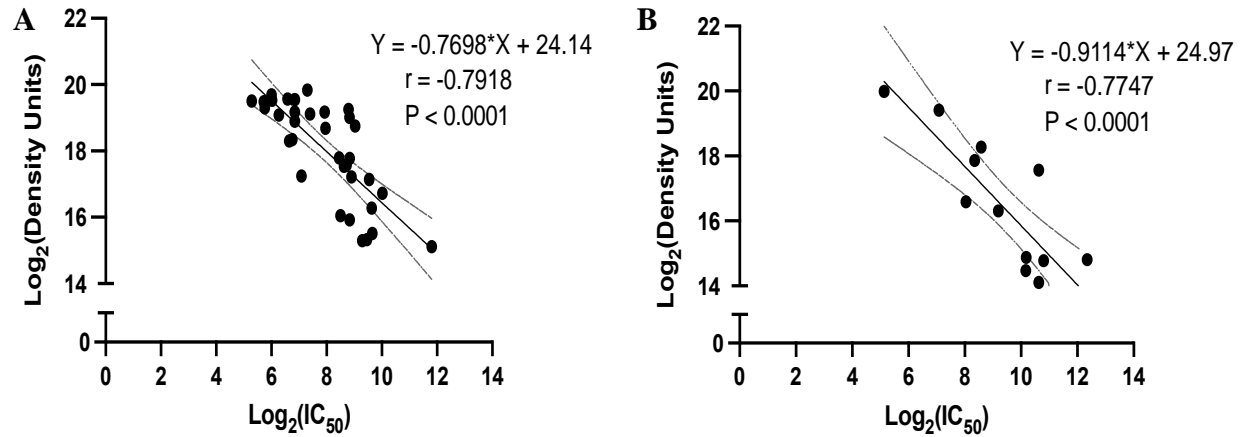 A
Log2(Density Units)
22
20
18
16
14
0
0 2 4 6 8 10 12 14
Log2(IC50)
Y = -0.7698*X + 24.14
r = -0.7918
P < 0.0001
B
Log2(Density Units)
22
20
18
16
14
0
0 2 4 6 8 10 12 14
Log2(IC50)
Y = -0.9114*X + 24.97
r = -0.7747
P < 0.0001